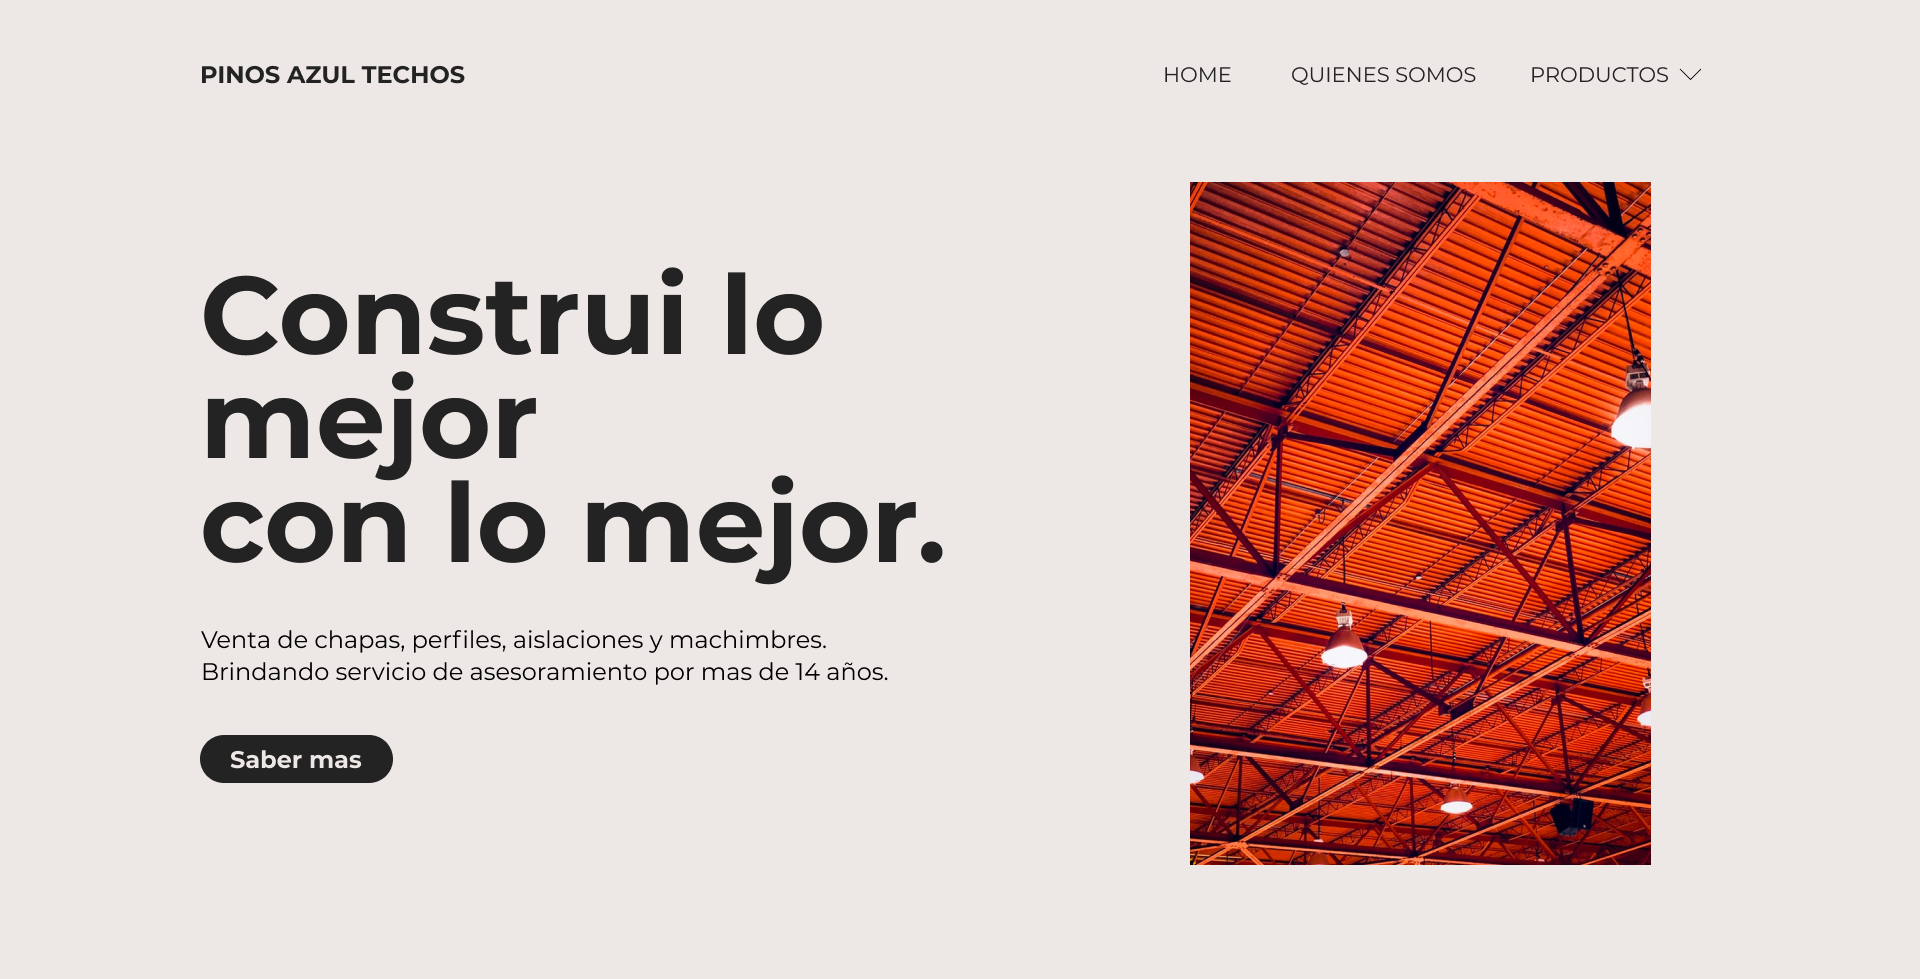 PINOS AZUL TECHOS
HOME QUIENES SOMOS PRODUCTOS
Construi lo
mejor
con lo mejor.
Venta de chapas, perfiles, aislaciones y machimbres.
Brindando servicio de asesoramiento por mas de 14 años.
Saber mas